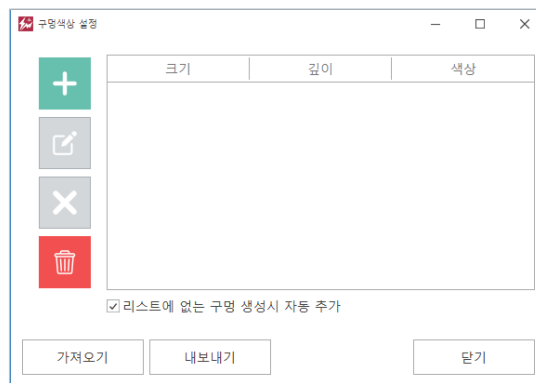 구멍색상 설정
크기 깊이 색상
리스트에 없는 구멍 생성시 자동 추가
가져오기 내보내기 닫기